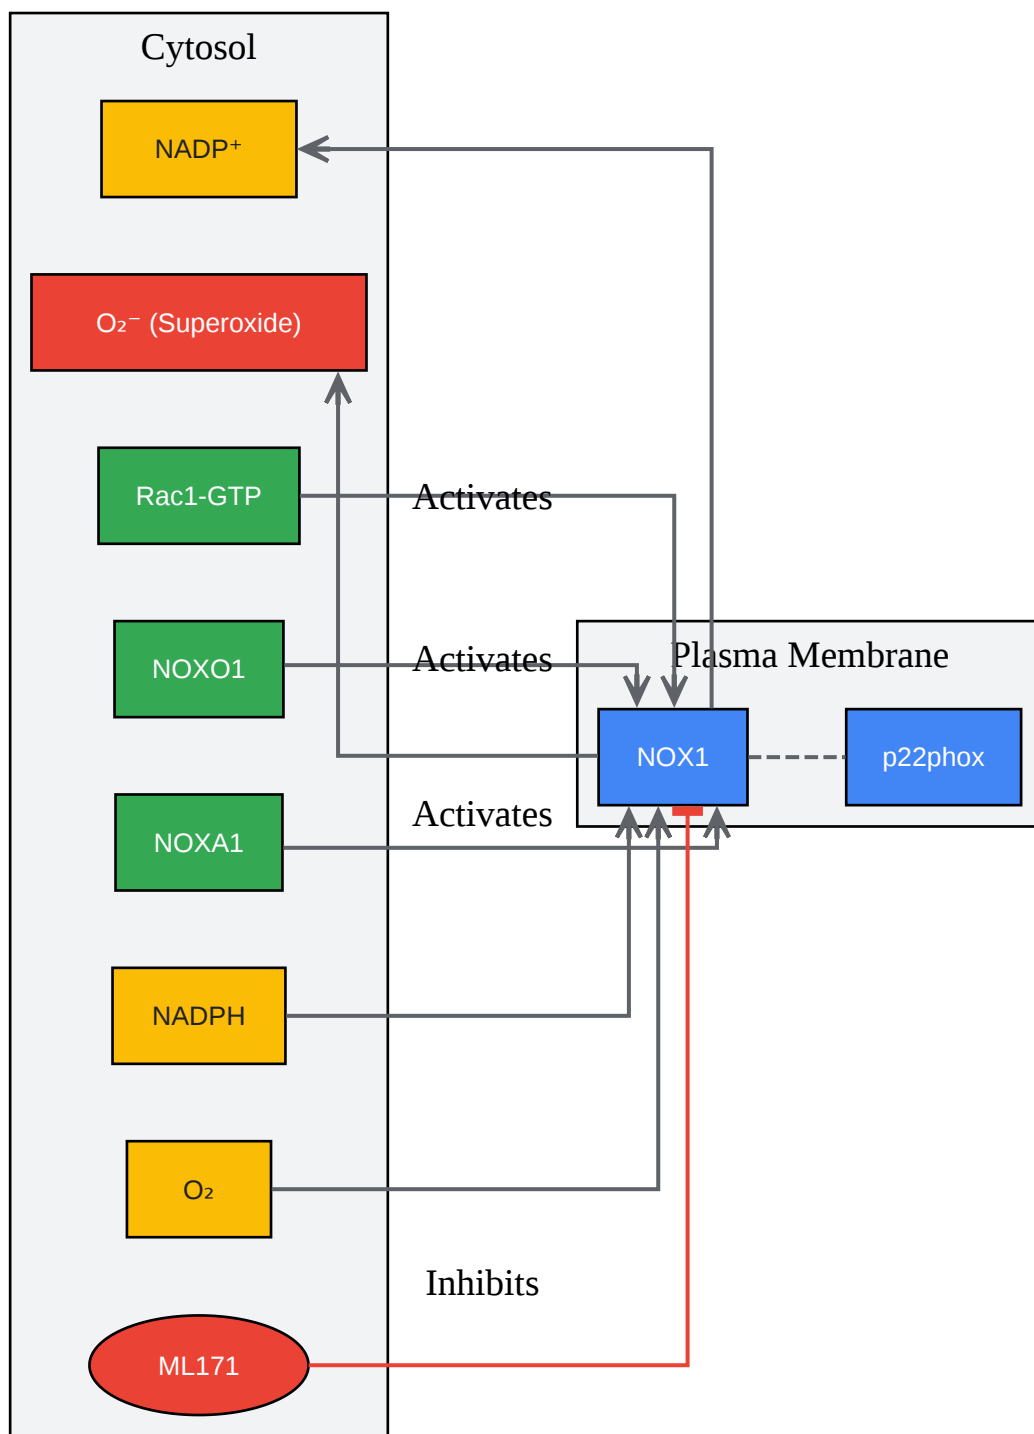 Cytosol
NADP⁺
O₂⁻ (Superoxide)
Rac1-GTP
Activates
NOXO1
Activates
Plasma Membrane
NOX1
p22phox
Activates
NOXA1
NADPH
O₂
Inhibits
ML171